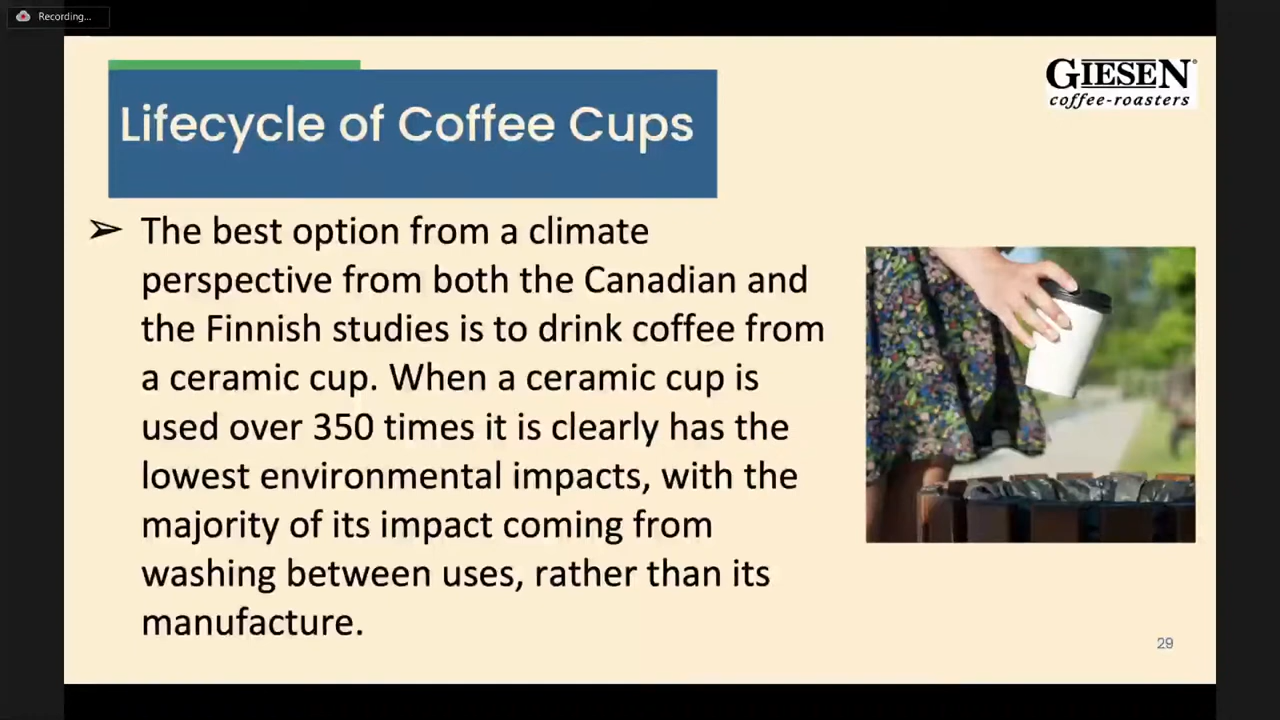 Recording...
GIESEN
coffee-roasters
Lifecycle of Coffee Cups
➢ The best option from a climate
perspective from both the Canadian and
the Finnish studies is to drink coffee from
a ceramic cup. When a ceramic cup is
used over 350 times it is clearly has the
lowest environmental impacts, with the
majority of its impact coming from
washing between uses, rather than its
manufacture.
29